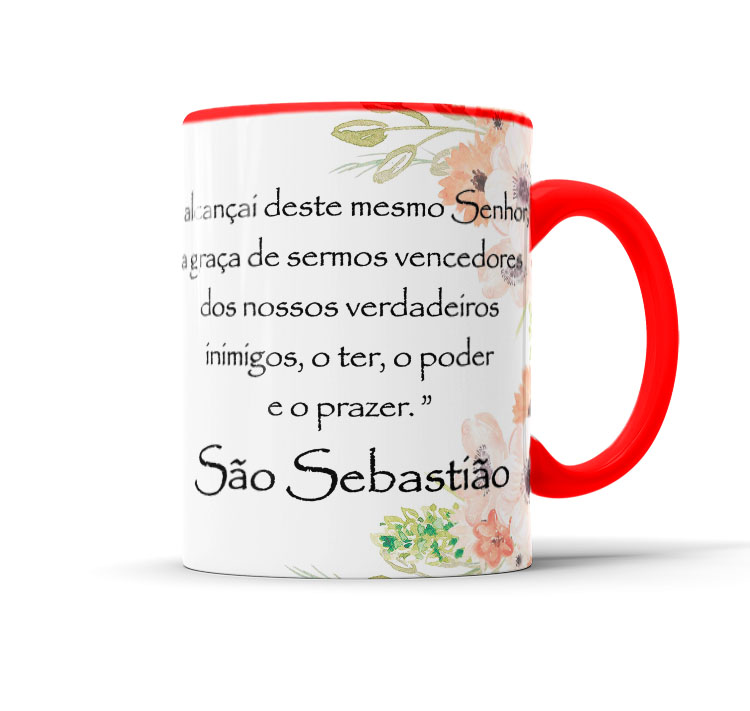 alcançai deste mesmo Senhor,
a graça de sermos vencedores
dos nossos verdadeiros
inimigos, o ter, o poder
e o prazer. ”
São Sebastião